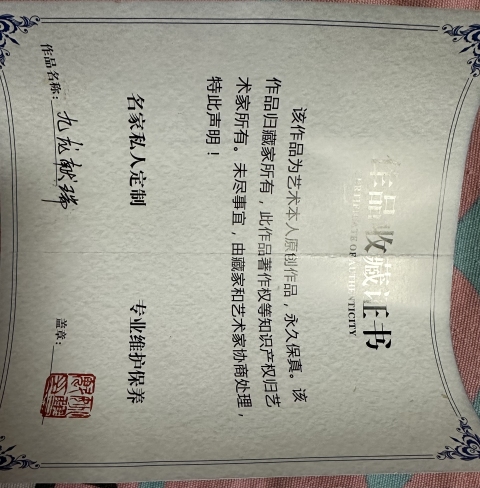 作品收藏证书
CERTIFICATE OF AUTHENTICITY
该作品为艺术本人原创作品，永久保真。该
作品归藏家所有，此作品著作权等知识产权归艺
术家所有。未尽事宜，由藏家和艺术家协商处理，
特此声明！
名家私人定制 专业维护保养
作品名称：九龙献瑞 盖章：